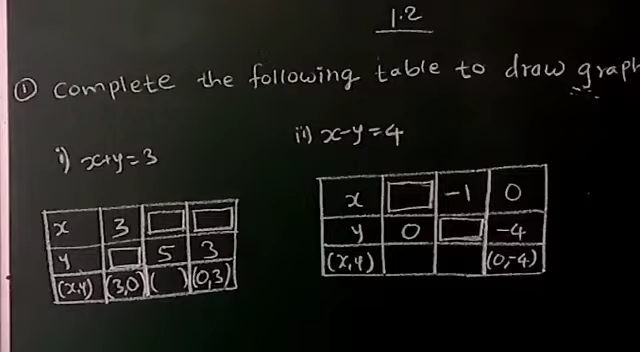 1.2
① Complete the following table to draw graph
i) x+y=3
ii) x-y=4
x 3
y 5 3
(x,y) (3,0) ( ) (0,3)
x -1 0
y 0 -4
(x,y) (0,-4)